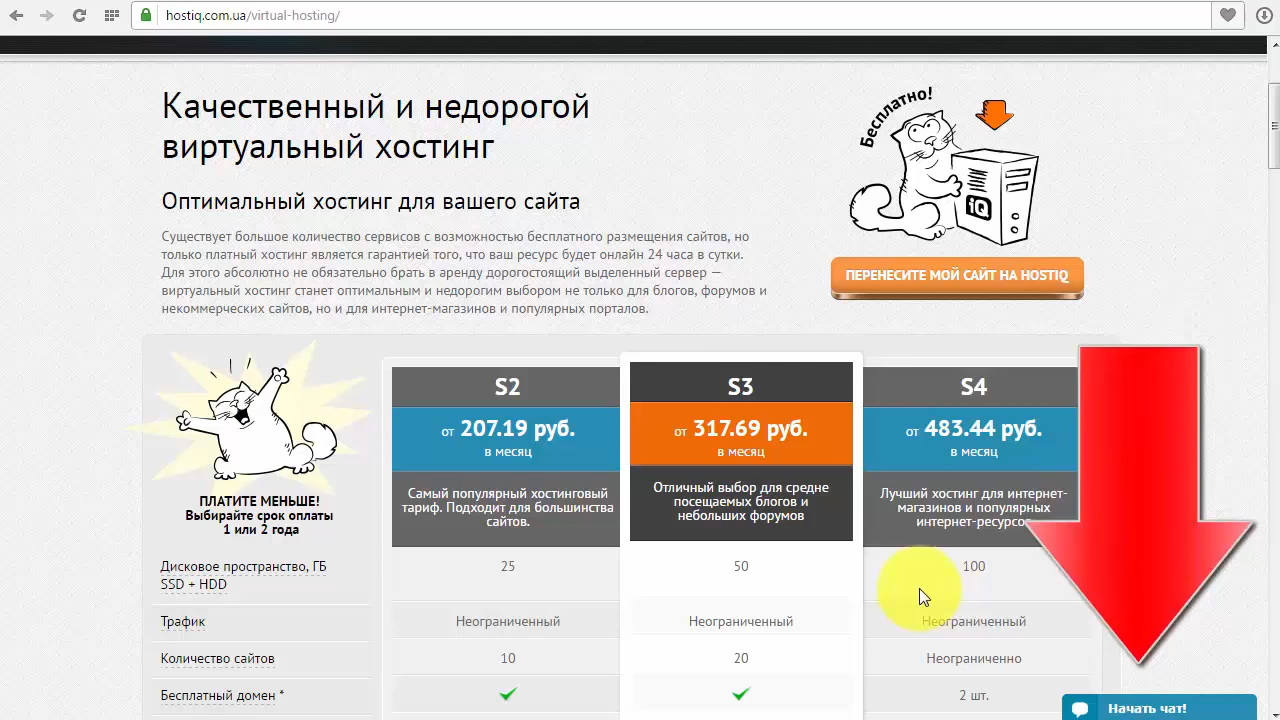 hostiq.com.ua/virtual-hosting/
Качественный и недорогой
виртуальный хостинг
Бесплатно!
iQ
Оптимальный хостинг для вашего сайта
Существует большое количество сервисов с возможностью бесплатного размещения сайтов, но
только платный хостинг является гарантией того, что ваш ресурс будет онлайн 24 часа в сутки.
Для этого абсолютно не обязательно брать в аренду дорогостоящий выделенный сервер —
виртуальный хостинг станет оптимальным и недорогим выбором не только для блогов, форумов и
некоммерческих сайтов, но и для интернет-магазинов и популярных порталов.
ПЕРЕНЕСИТЕ МОЙ САЙТ НА HOSTIQ
ПЛАТИТЕ МЕНЬШЕ!
Выбирайте срок оплаты
1 или 2 года
S2
от 207.19 руб.
в месяц
Самый популярный хостинговый
тариф. Подходит для большинства
сайтов.
S3
от 317.69 руб.
в месяц
Отличный выбор для средне
посещаемых блогов и
небольших форумов
S4
от 483.44 руб.
в месяц
Лучший хостинг для интернет-
магазинов и популярных
интернет-ресурсов
Дисковое пространство, ГБ
SSD + HDD
25
50
100
Трафик
Неограниченный
Неограниченный
Неограниченный
Количество сайтов
10
20
Неограниченно
Бесплатный домен *
2 шт.
Начать чат!